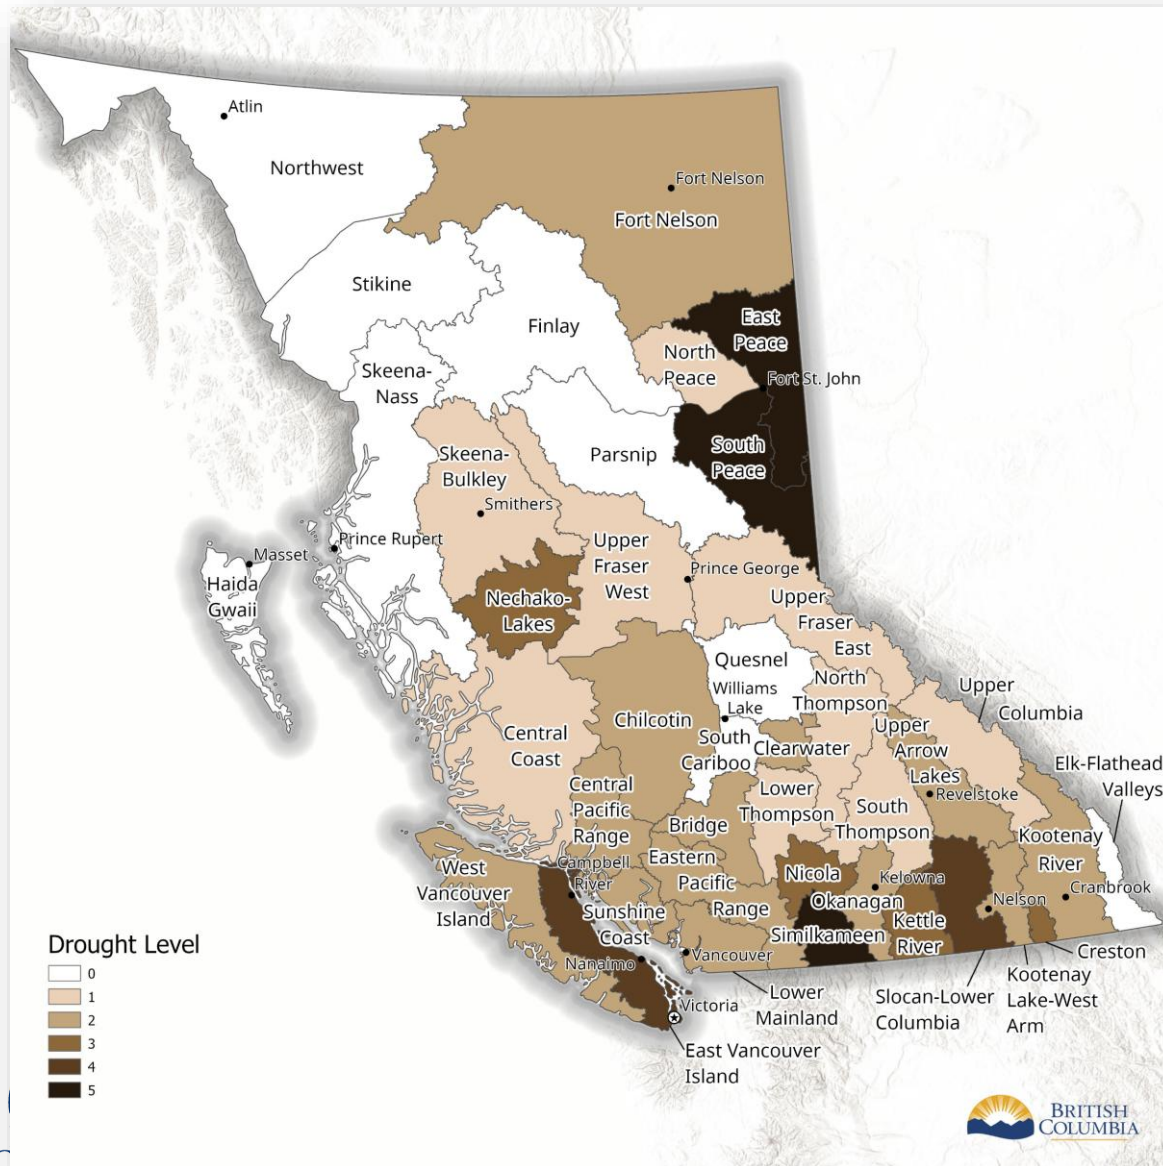 Atlin
Northwest
Fort Nelson
Fort Nelson
Stikine
East
Peace
Finlay
North
Peace
Skeena-
Nass
Fort St. John
Skeena-
Bulkley
Parsnip
South
Peace
Smithers
Prince Rupert
Masset
Haida
Gwaii
Upper
Fraser
West
Prince George
Nechako-
Lakes
Upper
Fraser
East
Quesnel
Williams
Lake
North
Thompson
Upper
Columbia
Chilcotin
Central
Coast
South
Cariboo
Clearwater
Upper
Arrow
Lakes
Revelstoke
Elk-Flathead
Valleys
Central
Pacific
Range
Lower
Thompson
South
Thompson
Bridge
Kootenay
River
West
Vancouver
Island
Campbell
River
Eastern
Pacific
Range
Nicola
Kelowna
Okanagan
Cranbrook
Nelson
Sunshine
Coast
Similkameen
Kettle
River
Nanaimo
Vancouver
Creston
Lower
Mainland
Slocan-Lower
Columbia
Kootenay
Lake-West
Arm
Victoria
East Vancouver
Island
Drought Level
0
1
2
3
4
5
BRITISH
COLUMBIA